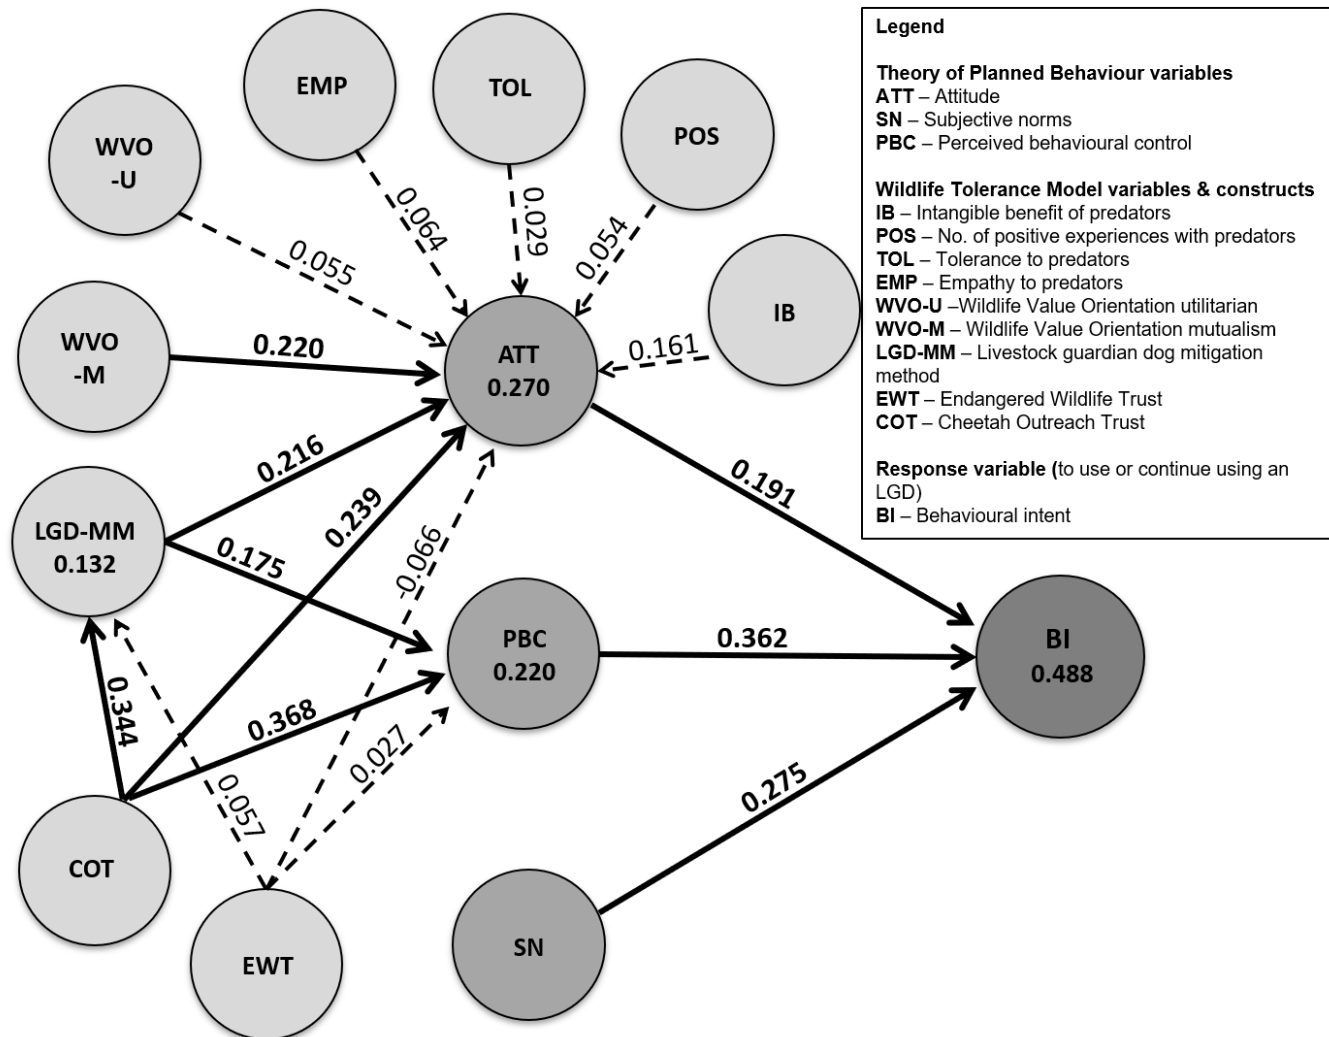 EMP
TOL
POS
WVO
-U
0.064
0.029
0.054
0.055
IB
WVO
-M
0.220
ATT
0.270
0.161
0.216
0.239
0.191
LGD-MM
0.132
0.175
-0.066
PBC
0.220
0.362
BI
0.488
0.344
0.368
0.027
0.057
0.275
COT
EWT
SN
Legend
Theory of Planned Behaviour variables
ATT – Attitude
SN – Subjective norms
PBC – Perceived behavioural control
Wildlife Tolerance Model variables & constructs
IB – Intangible benefit of predators
POS – No. of positive experiences with predators
TOL – Tolerance to predators
EMP – Empathy to predators
WVO-U –Wildlife Value Orientation utilitarian
WVO-M – Wildlife Value Orientation mutualism
LGD-MM – Livestock guardian dog mitigation
method
EWT – Endangered Wildlife Trust
COT – Cheetah Outreach Trust
Response variable (to use or continue using an
LGD)
BI – Behavioural intent